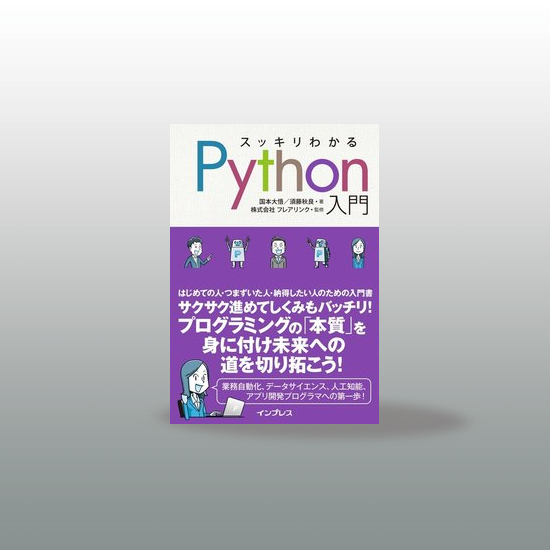 スッキリわかる
Python
国本大悟/須藤秋良・著
株式会社 フレアリンク・監修
入門
はじめての人・つまずいた人・納得したい人のための入門書
サクサク進めてしくみもバッチリ!
プログラミングの「本質」を
身に付け未来への
道を切り拓こう!
業務自動化、データサイエンス、人工知能、
アプリ開発プログラマへの第一歩!
インプレス